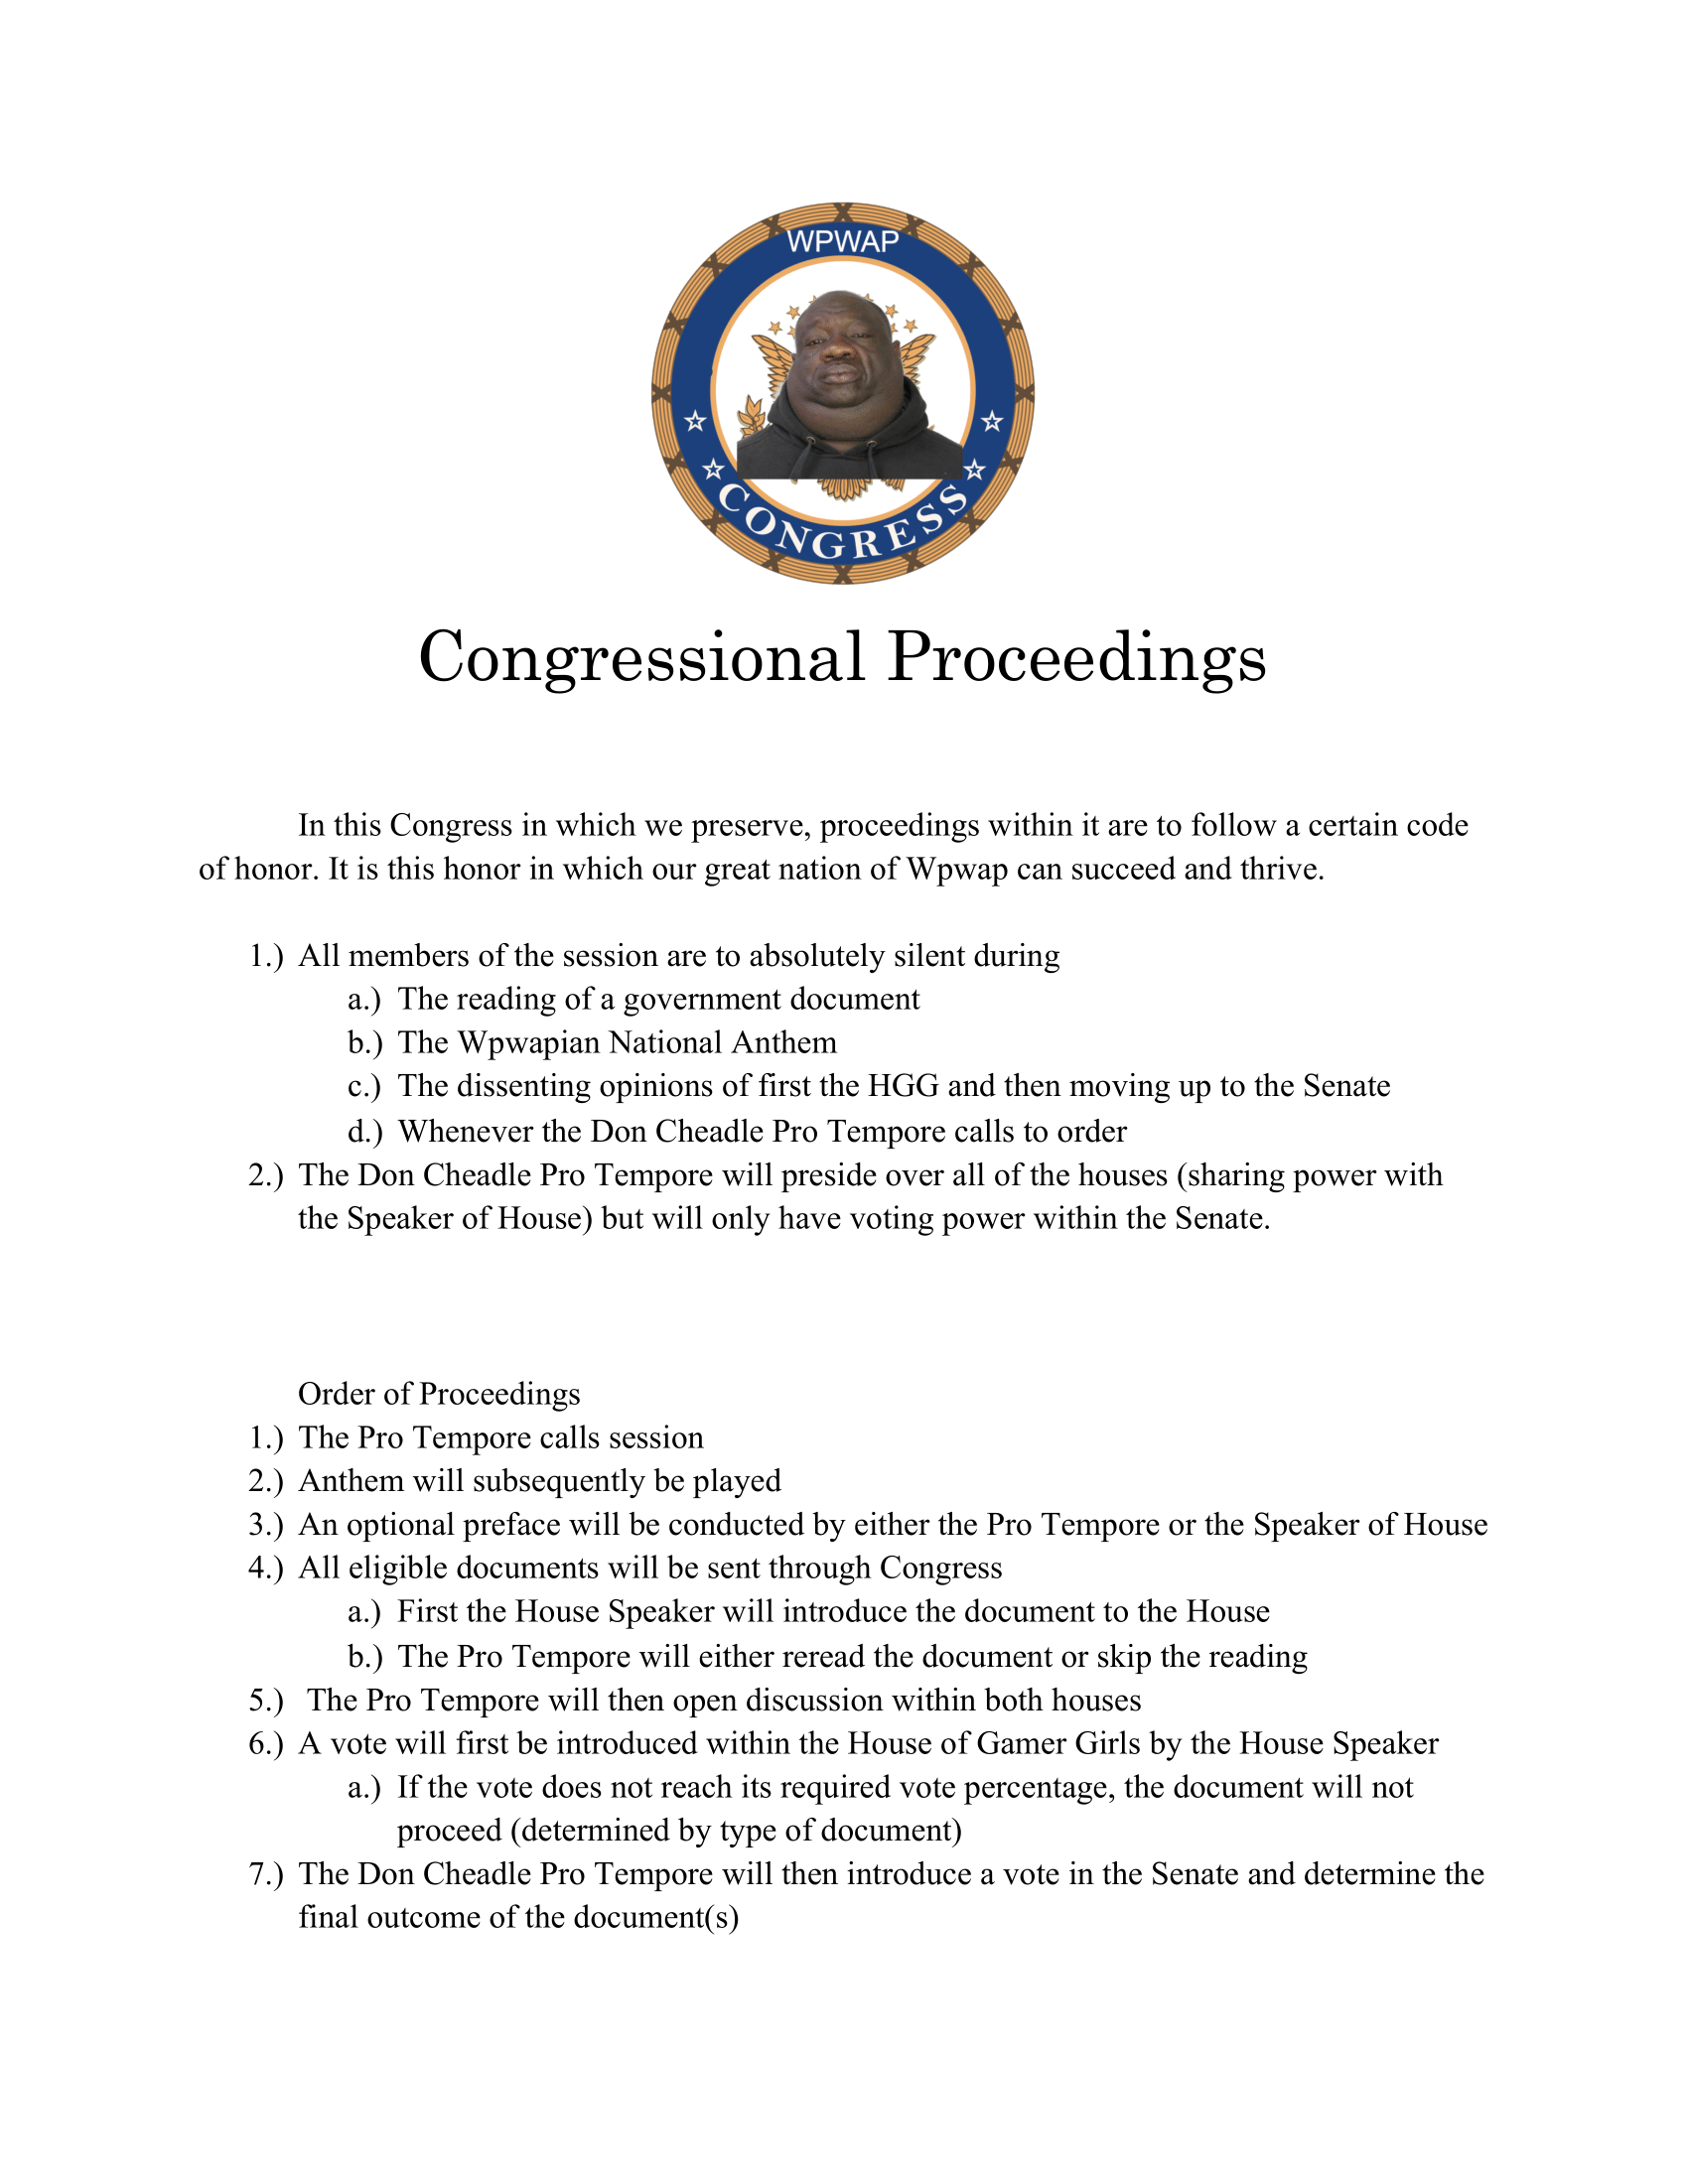 WPWAP
CONGRESS
Congressional Proceedings
In this Congress in which we preserve, proceedings within it are to follow a certain code
of honor. It is this honor in which our great nation of Wpwap can succeed and thrive.
1.) All members of the session are to absolutely silent during
a.) The reading of a government document
b.) The Wpwapian National Anthem
c.) The dissenting opinions of first the HGG and then moving up to the Senate
d.) Whenever the Don Cheadle Pro Tempore calls to order
2.) The Don Cheadle Pro Tempore will preside over all of the houses (sharing power with
the Speaker of House) but will only have voting power within the Senate.
Order of Proceedings
1.) The Pro Tempore calls session
2.) Anthem will subsequently be played
3.) An optional preface will be conducted by either the Pro Tempore or the Speaker of House
4.) All eligible documents will be sent through Congress
a.) First the House Speaker will introduce the document to the House
b.) The Pro Tempore will either reread the document or skip the reading
5.) The Pro Tempore will then open discussion within both houses
6.) A vote will first be introduced within the House of Gamer Girls by the House Speaker
a.) If the vote does not reach its required vote percentage, the document will not
proceed (determined by type of document)
7.) The Don Cheadle Pro Tempore will then introduce a vote in the Senate and determine the
final outcome of the document(s)